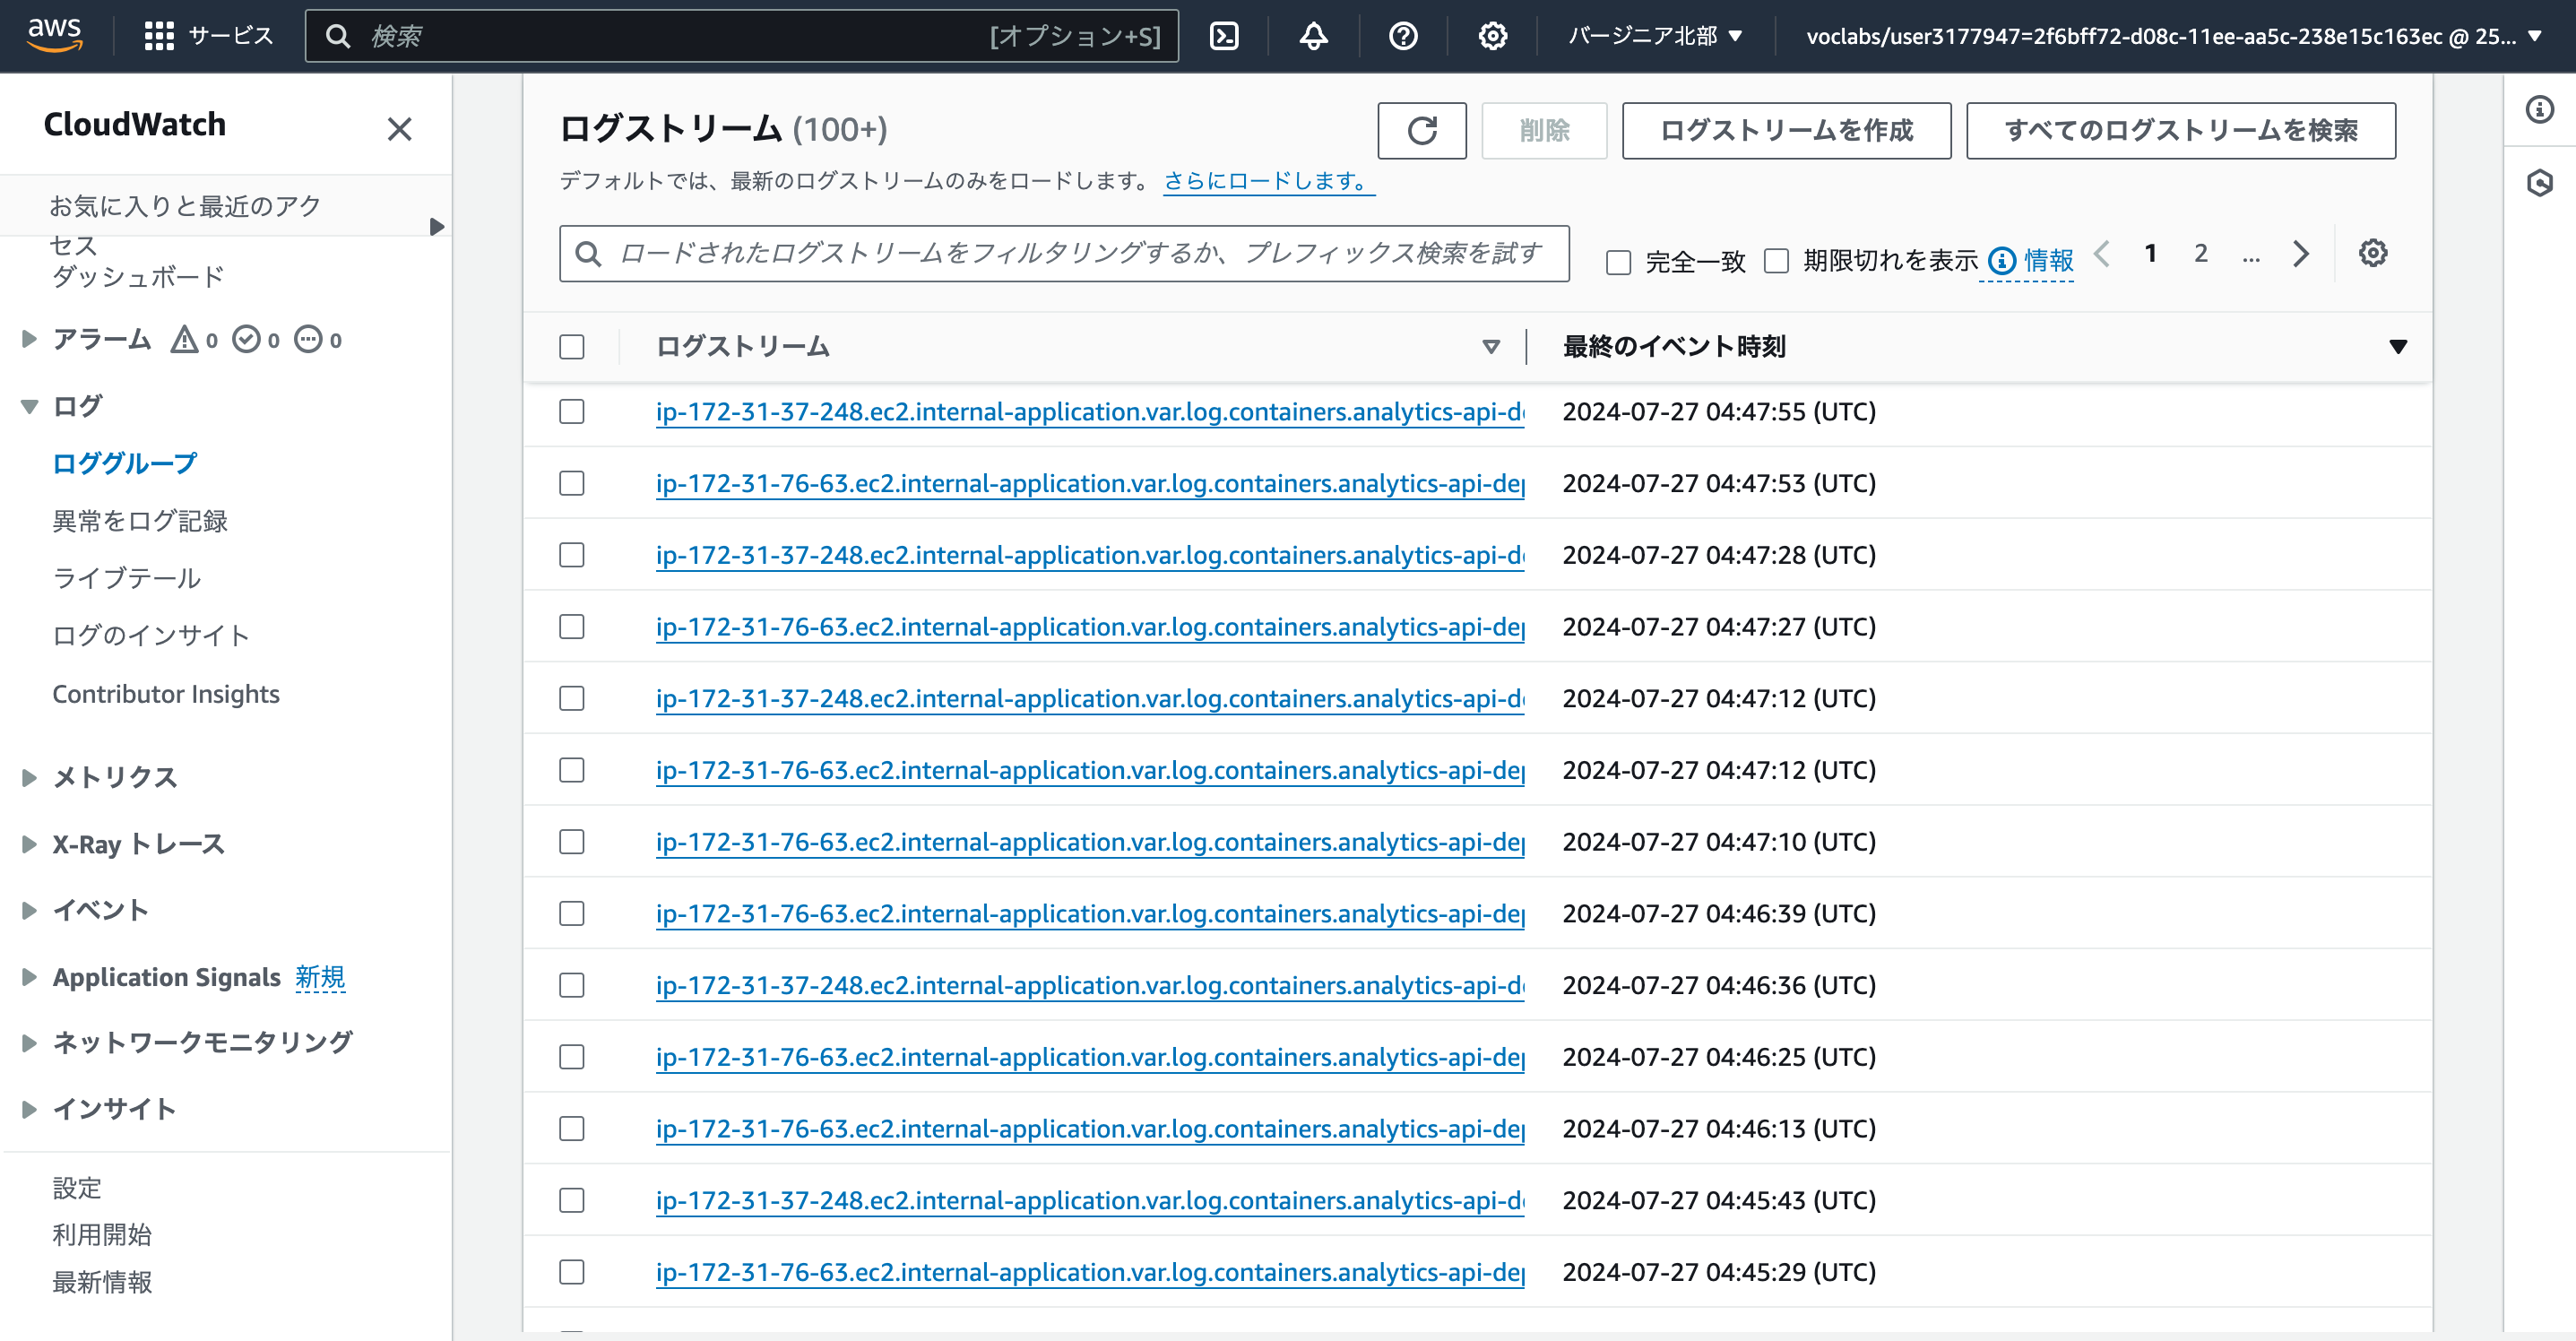 aws
サービス
検索
[オプション+S]
バージニア北部
voclabs/user3177947=2f6bff72-d08c-11ee-aa5c-238e15c163ec @ 25...
CloudWatch
お気に入りと最近のアク
セス
ダッシュボード
アラーム 0 0 0
ログ
ロググループ
異常をログ記録
ライブテール
ログのインサイト
Contributor Insights
メトリクス
X-Ray トレース
イベント
Application Signals 新規
ネットワークモニタリング
インサイト
設定
利用開始
最新情報
ログストリーム (100+)
削除
ログストリームを作成
すべてのログストリームを検索
デフォルトでは、最新のログストリームのみをロードします。 さらにロードします。
ロードされたログストリームをフィルタリングするか、プレフィックス検索を試す
完全一致
期限切れを表示
情報
1 2 ...
ログストリーム 最終のイベント時刻
ip-172-31-37-248.ec2.internal-application.var.log.containers.analytics-api-d 2024-07-27 04:47:55 (UTC)
ip-172-31-76-63.ec2.internal-application.var.log.containers.analytics-api-dep 2024-07-27 04:47:53 (UTC)
ip-172-31-37-248.ec2.internal-application.var.log.containers.analytics-api-d 2024-07-27 04:47:28 (UTC)
ip-172-31-76-63.ec2.internal-application.var.log.containers.analytics-api-dep 2024-07-27 04:47:27 (UTC)
ip-172-31-37-248.ec2.internal-application.var.log.containers.analytics-api-d 2024-07-27 04:47:12 (UTC)
ip-172-31-76-63.ec2.internal-application.var.log.containers.analytics-api-dep 2024-07-27 04:47:12 (UTC)
ip-172-31-76-63.ec2.internal-application.var.log.containers.analytics-api-dep 2024-07-27 04:47:10 (UTC)
ip-172-31-76-63.ec2.internal-application.var.log.containers.analytics-api-dep 2024-07-27 04:46:39 (UTC)
ip-172-31-37-248.ec2.internal-application.var.log.containers.analytics-api-d 2024-07-27 04:46:36 (UTC)
ip-172-31-76-63.ec2.internal-application.var.log.containers.analytics-api-dep 2024-07-27 04:46:25 (UTC)
ip-172-31-76-63.ec2.internal-application.var.log.containers.analytics-api-dep 2024-07-27 04:46:13 (UTC)
ip-172-31-37-248.ec2.internal-application.var.log.containers.analytics-api-d 2024-07-27 04:45:43 (UTC)
ip-172-31-76-63.ec2.internal-application.var.log.containers.analytics-api-dep 2024-07-27 04:45:29 (UTC)